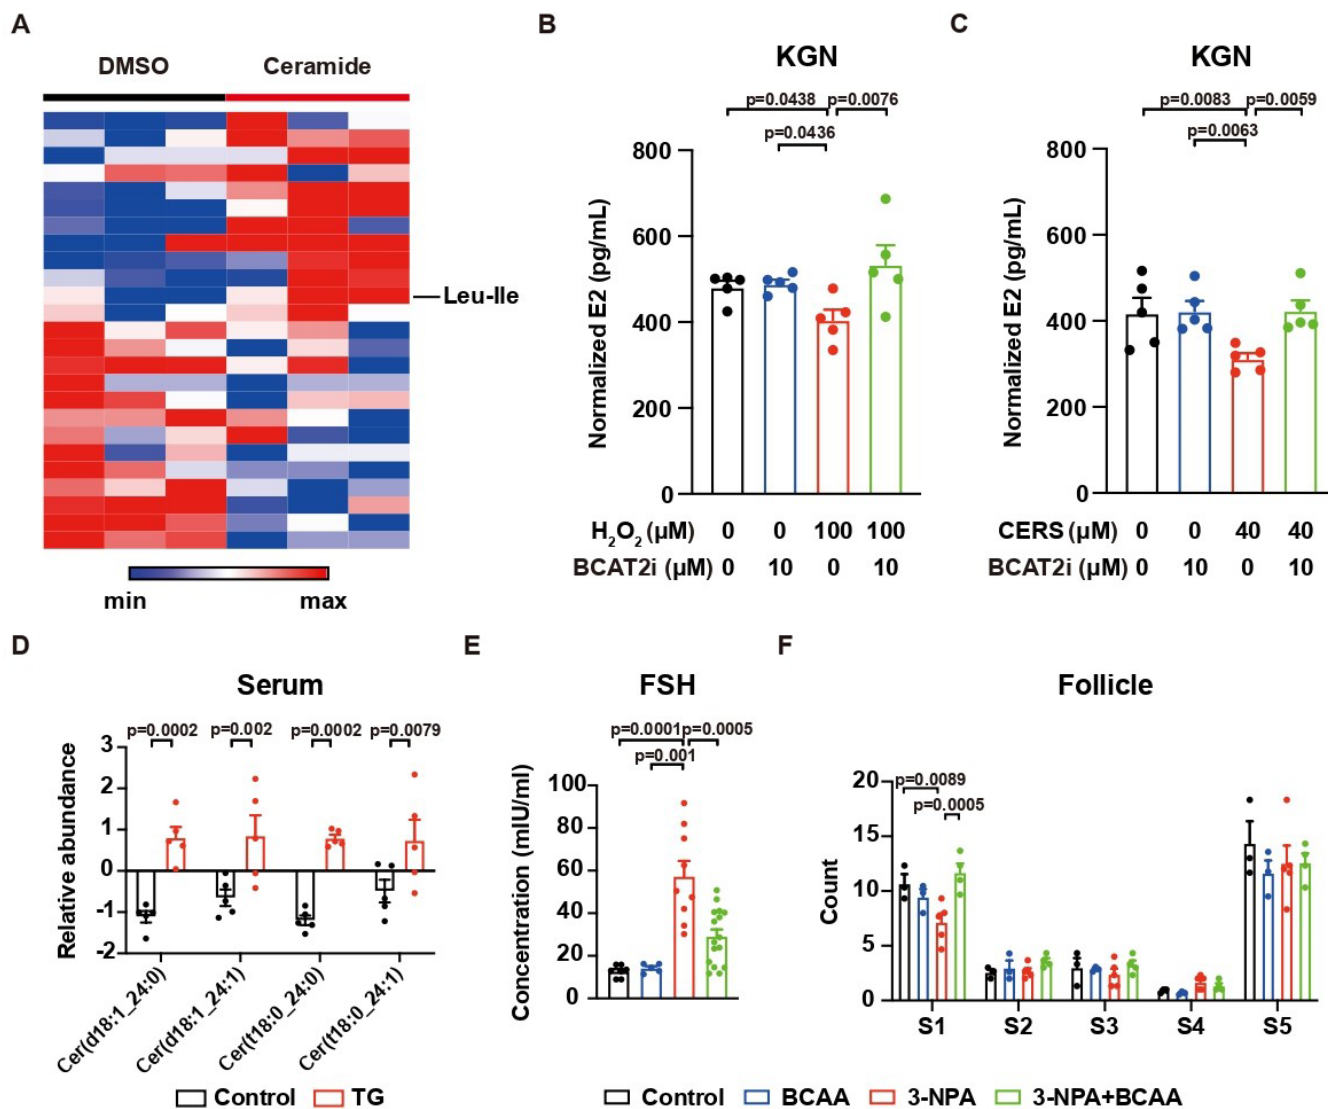 A
DMSO Ceramide
Leu-Ile
min max
B
KGN
p=0.0438 p=0.0076
p=0.0436
Normalized E2 (pg/mL)
800
600
400
200
0
H₂O₂ (μM) 0 0 100 100
BCAT2i (μM) 0 10 0 10
C
KGN
p=0.0083 p=0.0059
p=0.0063
Normalized E2 (pg/mL)
800
600
400
200
0
CERS (μM) 0 0 40 40
BCAT2i (μM) 0 10 0 10
D
Serum
p=0.0002 p=0.002 p=0.0002 p=0.0079
Relative abundance
3
2
1
0
-1
-2
Cer(d18:1_24:0) Cer(d18:1_24:1) Cer(t18:0_24:0) Cer(t18:0_24:1)
Control TG
E
FSH
p=0.0001 p=0.0005
p=0.001
Concentration (mIU/ml)
100
80
60
40
20
0
F
Follicle
p=0.0089
p=0.0005
Count
20
15
10
5
0
S1 S2 S3 S4 S5
Control BCAA 3-NPA 3-NPA+BCAA